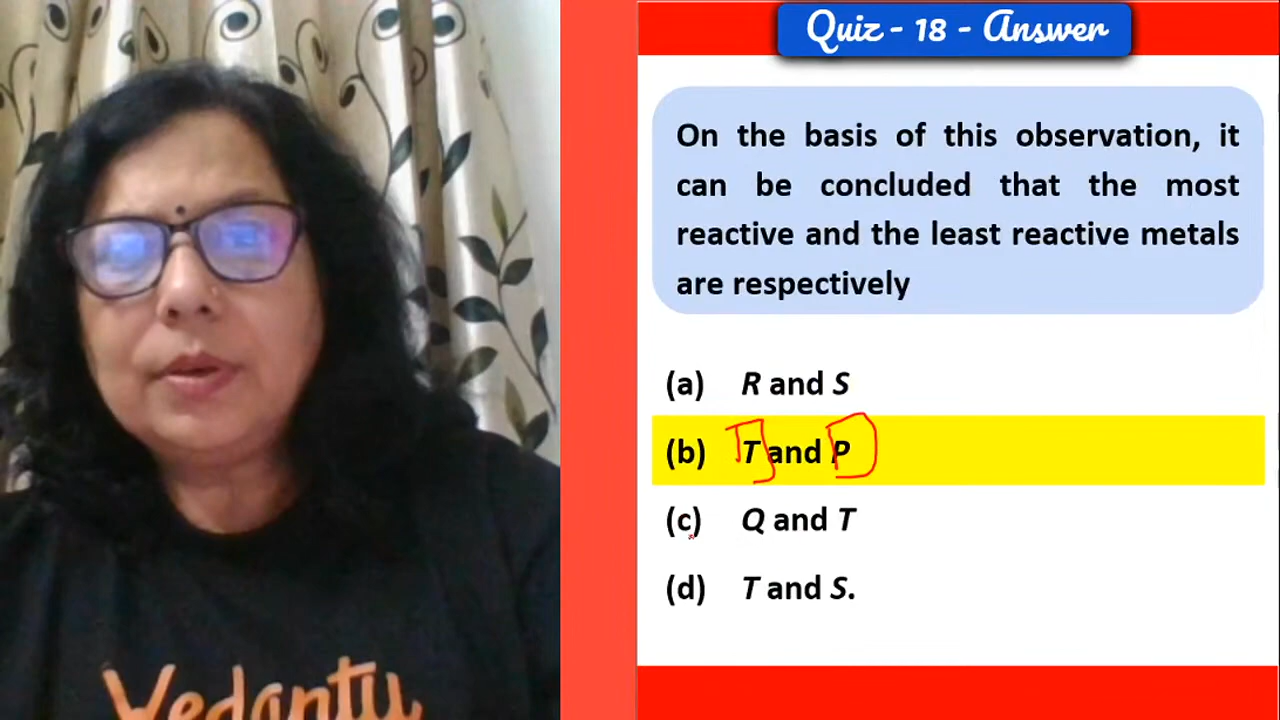 Quiz - 18 - Answer
On the basis of this observation, it
can be concluded that the most
reactive and the least reactive metals
are respectively
(a) R and S
(b) T and P
(c) Q and T
(d) T and S.
Vedantu